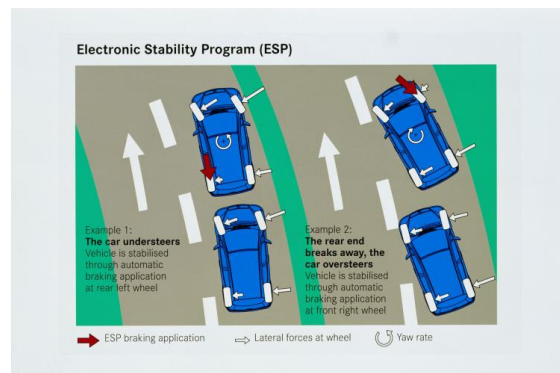 Electronic Stability Program (ESP)
Example 1:
The car understeers
Vehicle is stabilised
through automatic
braking application
at rear left wheel
Example 2:
The rear end
breaks away, the
car oversteers
Vehicle is stabilised
through automatic
braking application
at front right wheel
ESP braking application
Lateral forces at wheel
Yaw rate